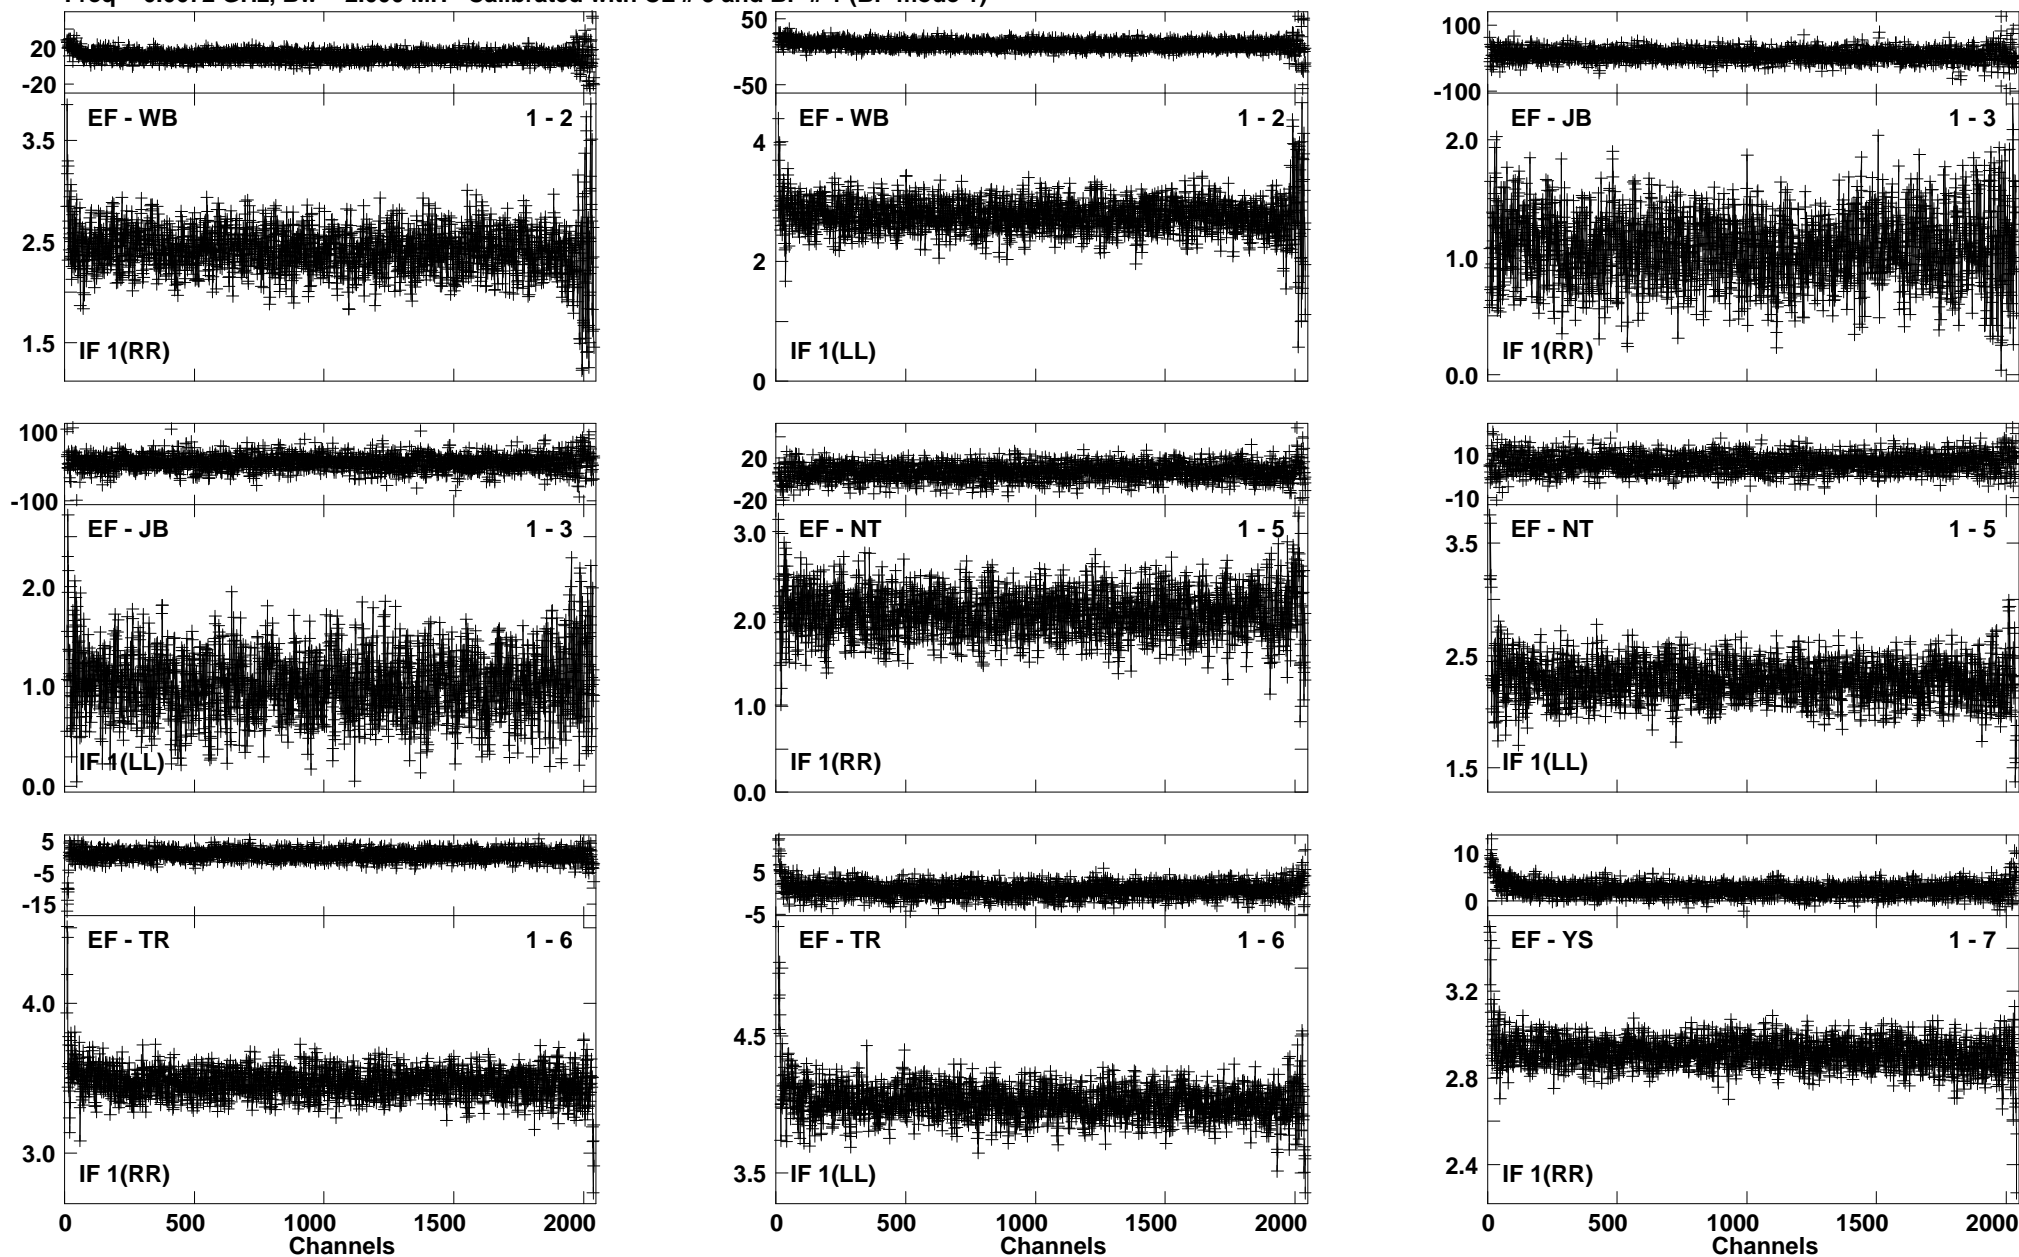 50
100
20
-20
-50
-100
EF - WB 1 - 2
EF - WB 1 - 2
EF - JB 1 - 3
3.5
2.5
1.5
4
2
0
2.0
1.0
0.0
IF 1(RR)
IF 1(LL)
IF 1(RR)
100
-100
20
-20
10
-10
EF - JB 1 - 3
EF - NT 1 - 5
EF - NT 1 - 5
2.0
1.0
0.0
3.0
2.0
1.0
0.0
3.5
2.5
1.5
IF 1(LL)
IF 1(RR)
IF 1(LL)
5
-5
-15
5
-5
10
0
EF - TR 1 - 6
EF - TR 1 - 6
EF - YS 1 - 7
4.0
3.0
4.5
3.5
3.2
2.8
2.4
IF 1(RR)
IF 1(LL)
IF 1(RR)
0 500 1000 1500 2000
0 500 1000 1500 2000
0 500 1000 1500 2000
Channels
Channels
Channels